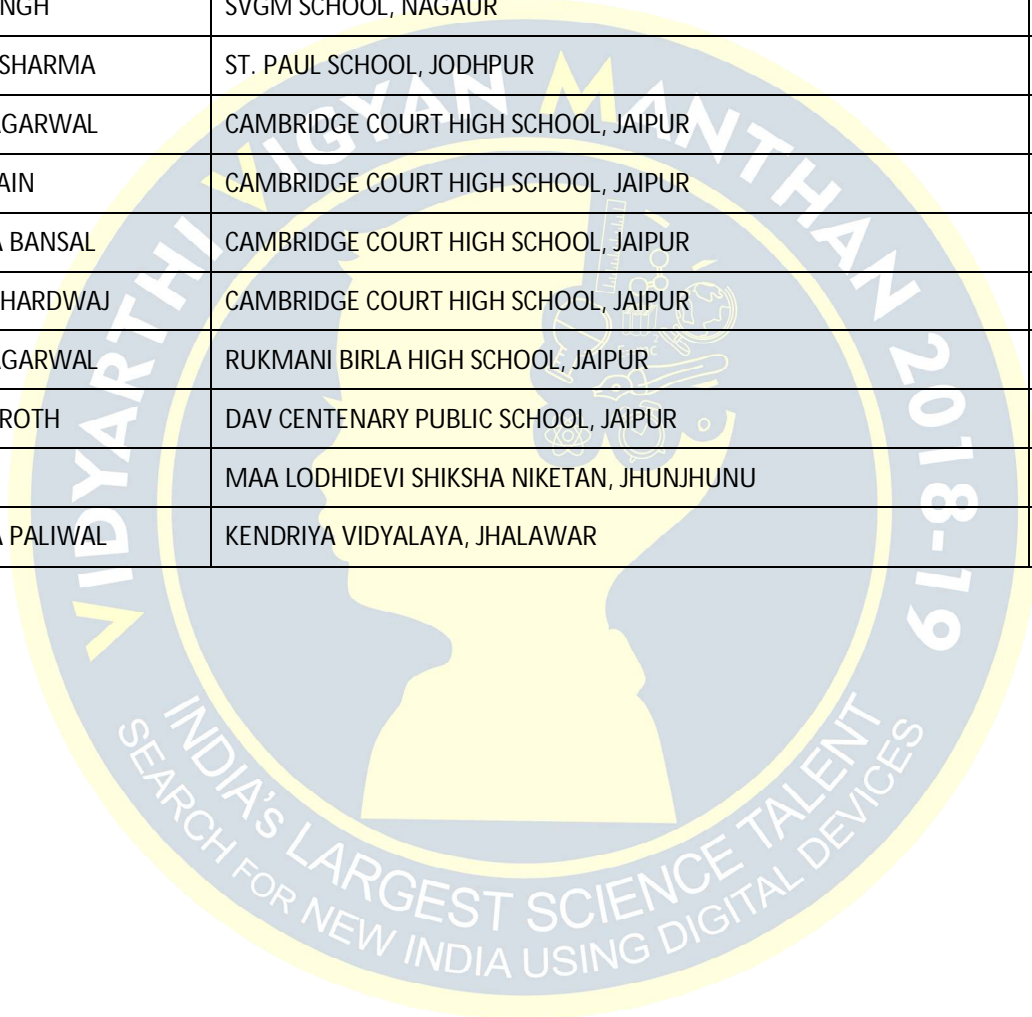 NGH SVGM SCHOOL, NAGAUR
SHARMA ST. PAUL SCHOOL, JODHPUR
AGARWAL CAMBRIDGE COURT HIGH SCHOOL, JAIPUR
AIN CAMBRIDGE COURT HIGH SCHOOL, JAIPUR
A BANSAL CAMBRIDGE COURT HIGH SCHOOL, JAIPUR
HARDWAJ CAMBRIDGE COURT HIGH SCHOOL, JAIPUR
AGARWAL RUKMANI BIRLA HIGH SCHOOL, JAIPUR
ROTH DAV CENTENARY PUBLIC SCHOOL, JAIPUR
MAA LODHIDEVI SHIKSHA NIKETAN, JHUNJHUNU
A PALIWAL KENDRIYA VIDYALAYA, JHALAWAR
VIDYARTHI VIGYAN MANTHAN 2018-19
INDIA'S LARGEST SCIENCE TALENT
SEARCH FOR NEW INDIA USING DIGITAL DEVICES